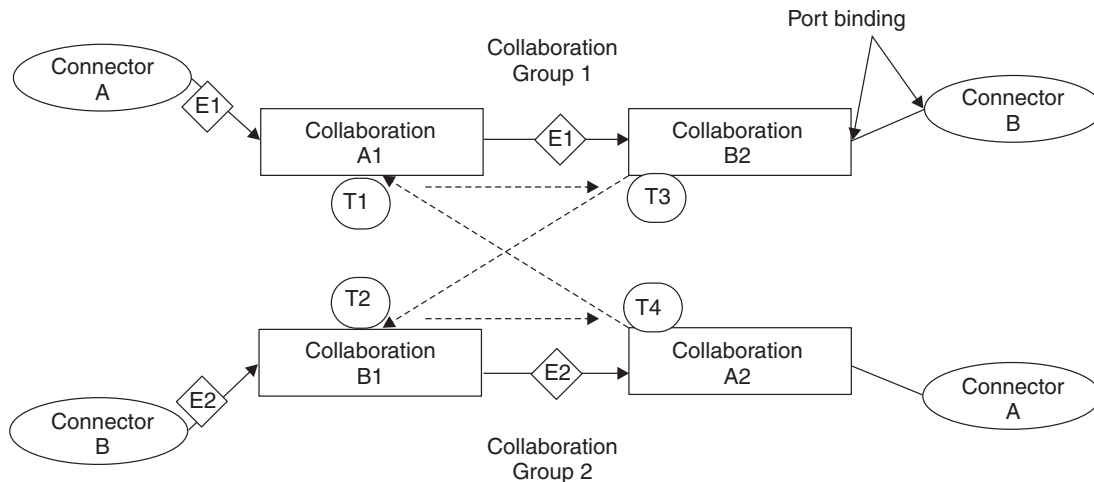 Port binding
Collaboration
Group 1
Connector
A
E1
Collaboration
A1
E1
Collaboration
B2
Connector
B
T1
T3
T2
T4
Collaboration
B1
E2
Collaboration
A2
E2
Connector
B
Connector
A
Collaboration
Group 2